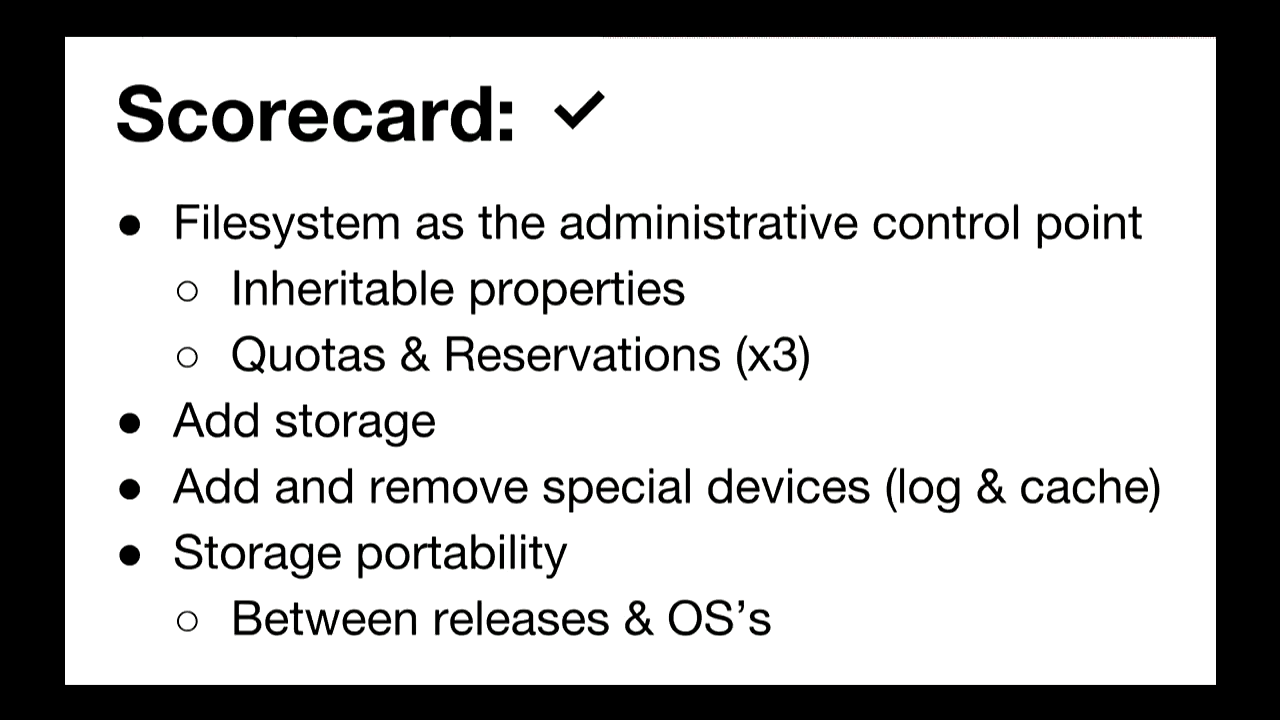 Scorecard: ✓
● Filesystem as the administrative control point
○ Inheritable properties
○ Quotas & Reservations (x3)
● Add storage
● Add and remove special devices (log & cache)
● Storage portability
○ Between releases & OS’s